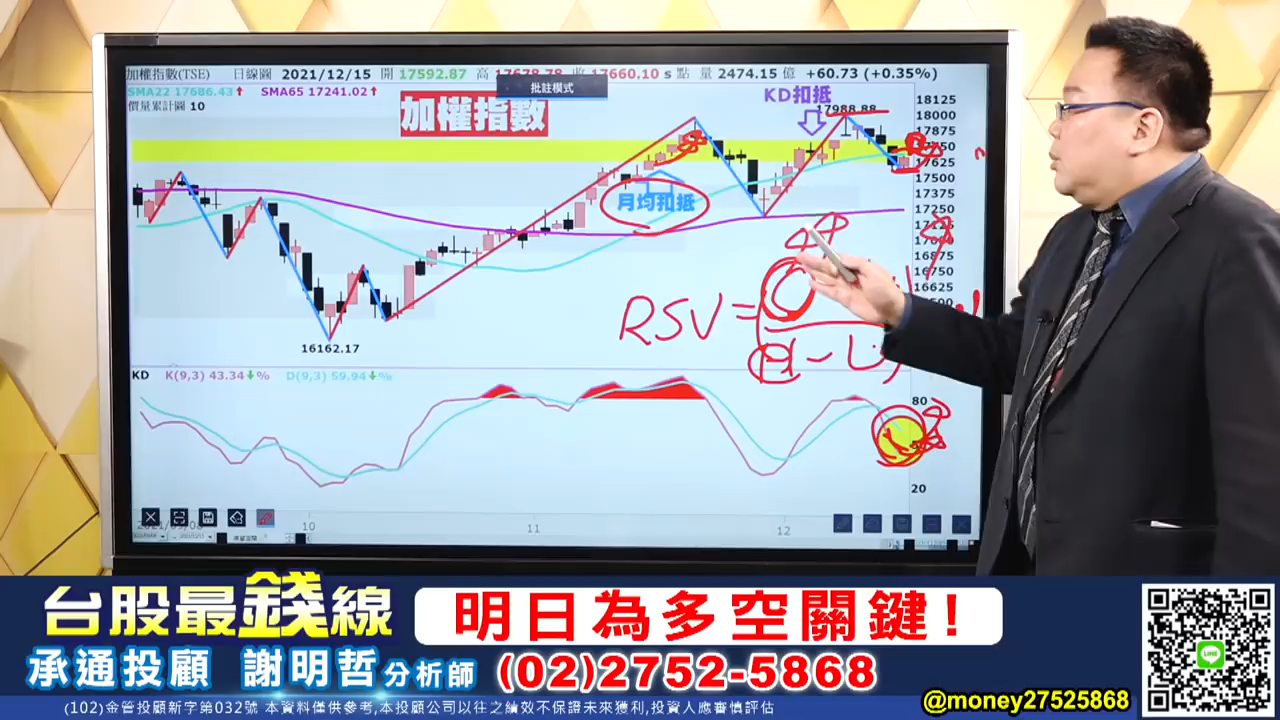 加權指數(TSE) 日線圖 2021/12/15 開 17592.87 高 17678.78 收 17660.10 s 點 量 2474.15 億 +60.73 (+0.35%)
SMA22 17686.43⬆ SMA65 17241.02⬆
批註模式
價量累計圖 10
加權指數
KD扣抵
17988.88
18125
18000
17875
17750
17625
17500
17375
17250
月均扣抵
16750
16625
RSV =
16162.17
KD K(9,3) 43.34⬇% D(9,3) 59.94⬇%
80
20
10
11
12
台股最錢線
明日為多空關鍵!
承通投顧 謝明哲分析師 (02)2752-5868
(102)金管投顧新字第032號 本資料僅供參考,本投顧公司以往之績效不保證未來獲利,投資人應審慎評估
@money27525868
LINE